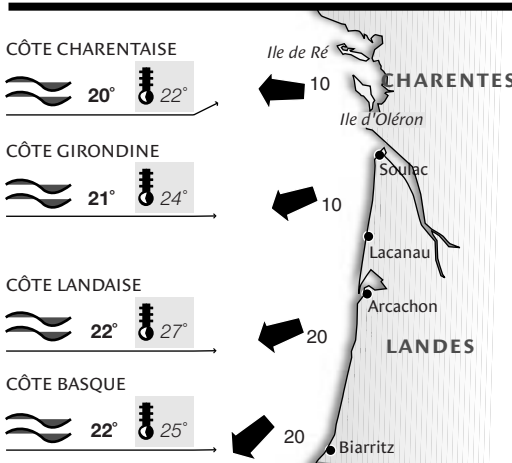 CÔTE CHARENTAISE
20° 22°
10
CÔTE GIRONDINE
21° 24°
10
CÔTE LANDAISE
22° 27°
20
CÔTE BASQUE
22° 25°
20
Ile de Ré
CHARENTES
Ile d'Oléron
Soulac
Lacanau
Arcachon
LANDES
Biarritz